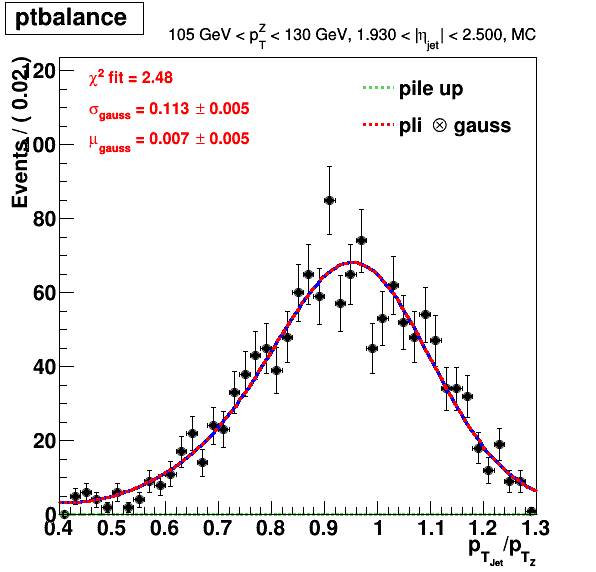 ptbalance
105 GeV < p_T^Z < 130 GeV, 1.930 < |η_jet| < 2.500, MC
Events / ( 0.02 )
χ² fit = 2.48
σ_gauss = 0.113 ± 0.005
μ_gauss = 0.007 ± 0.005
pile up
pli ⊗ gauss
120
100
80
60
40
20
0
0.4 0.5 0.6 0.7 0.8 0.9 1 1.1 1.2 1.3
p_T_Jet/p_T_Z